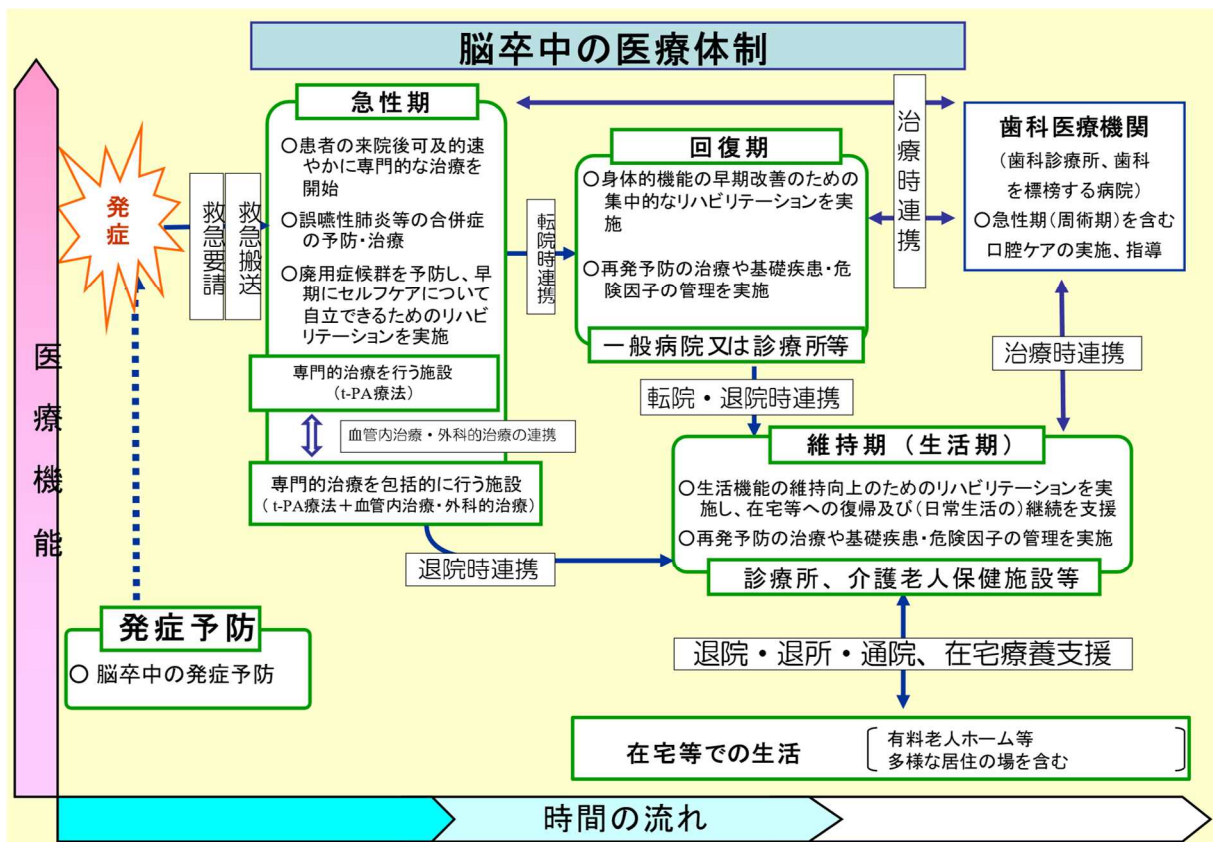 脳卒中の医療体制
急性期
○患者の来院後可及的速
やかに専門的な治療を
開始
○誤嚥性肺炎等の合併症
の予防・治療
○廃用症候群を予防し、早
期にセルフケアについて
自立できるためのリハビ
リテーションを実施
専門的治療を行う施設
(t-PA療法)
血管内治療・外科的治療の連携
専門的治療を包括的に行う施設
(t-PA療法＋血管内治療・外科的治療)
発症
救急要請
救急搬送
転院時連携
回復期
○身体的機能の早期改善のための
集中的なリハビリテーションを実
施
○再発予防の治療や基礎疾患・危
険因子の管理を実施
一般病院又は診療所等
治療時連携
歯科医療機関
(歯科診療所、歯科
を標榜する病院)
○急性期(周術期)を含む
口腔ケアの実施、指導
治療時連携
転院・退院時連携
維持期(生活期)
○生活機能の維持向上のためのリハビリテーションを実
施し、在宅等への復帰及び(日常生活の)継続を支援
○再発予防の治療や基礎疾患・危険因子の管理を実施
診療所、介護老人保健施設等
退院時連携
発症予防
○ 脳卒中の発症予防
退院・退所・通院、在宅療養支援
在宅等での生活
有料老人ホーム等
多様な居住の場を含む
医療機能
時間の流れ